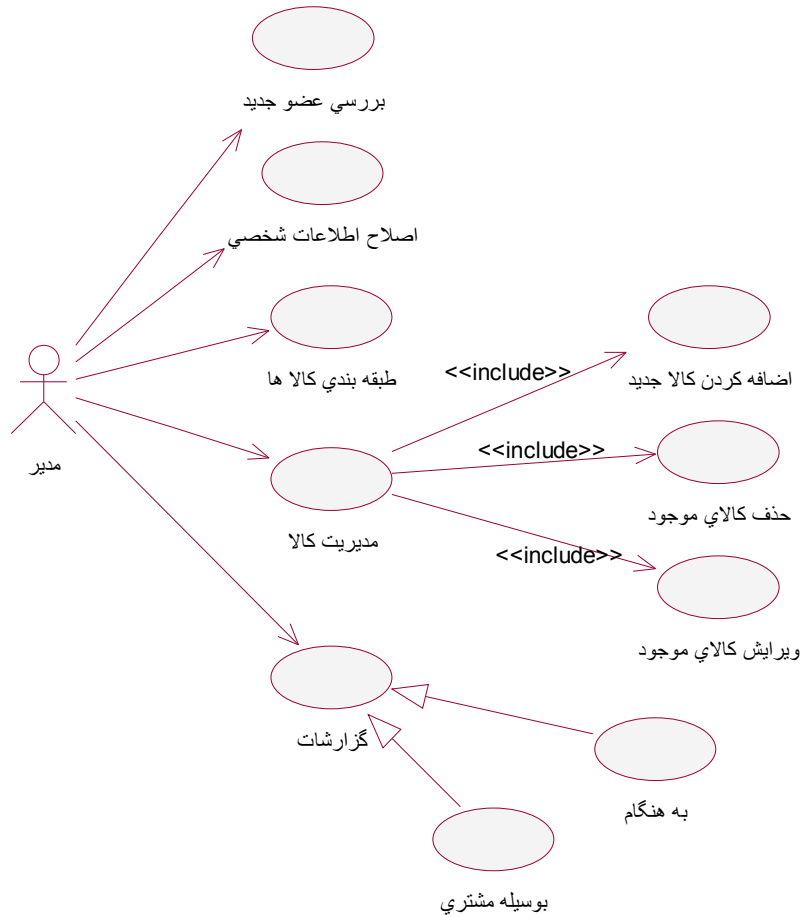 بررسي عضو جديد
اصلاح اطلاعات شخصي
طبقه بندي كالا ها
<<include>>
اضافه كردن كالا جديد
<<include>>
مدير
حذف كالاي موجود
مديريت كالا
<<include>>
ويرايش كالاي موجود
گزارشات
به هنگام
بوسيله مشتري